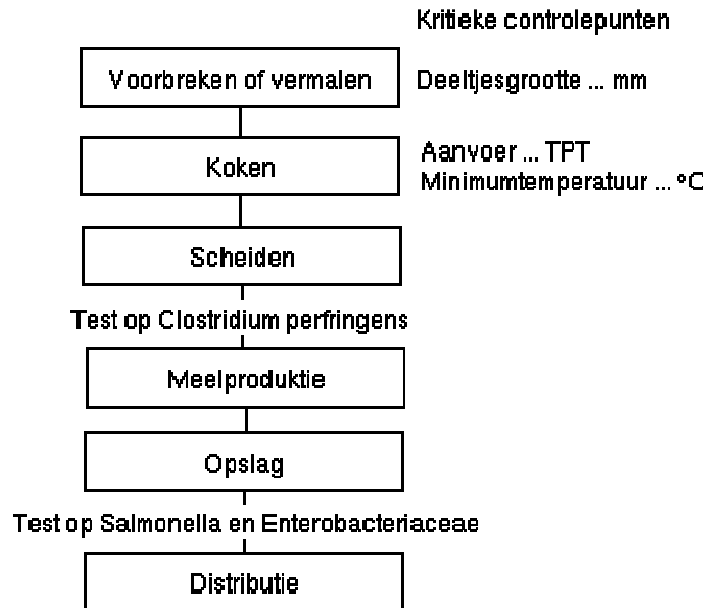 Kritieke controlepunten
Voorbreken of vermalen
Deeltjesgrootte ... mm
Koken
Aanvoer ... TPT
Minimumtemperatuur ... °C
Scheiden
Test op Clostridium perfringens
Meelproduktie
Opslag
Test op Salmonella en Enterobacteriaceae
Distributie